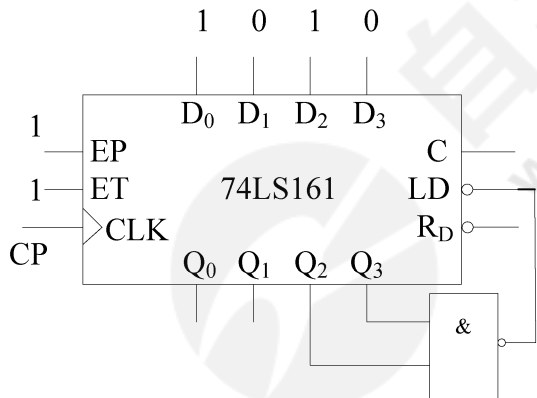 1 0 1 0
D0 D1 D2 D3
1 EP C
1 ET 74LS161 LD
CP CLK RD
Q0 Q1 Q2 Q3
&